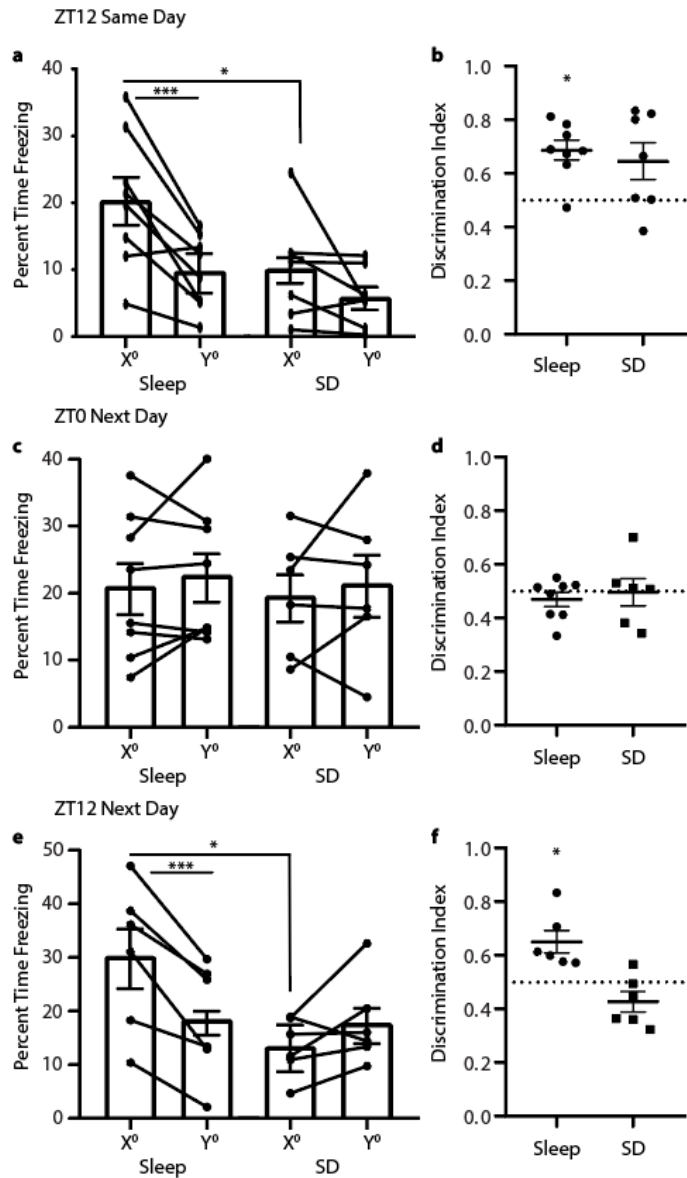 ZT12 Same Day
a
b
Percent Time Freezing
40
30
20
10
0
*
***
X⁰ Y⁰ X⁰ Y⁰
Sleep SD
Discrimination Index
1.0
0.8
0.6
0.4
0.2
0.0
*
Sleep SD
ZT0 Next Day
c
d
Percent Time Freezing
40
30
20
10
0
X⁰ Y⁰ X⁰ Y⁰
Sleep SD
Discrimination Index
1.0
0.8
0.6
0.4
0.2
0.0
Sleep SD
ZT12 Next Day
e
f
Percent Time Freezing
50
40
30
20
10
0
*
***
X⁰ Y⁰ X⁰ Y⁰
Sleep SD
Discrimination Index
1.0
0.8
0.6
0.4
0.2
0.0
*
Sleep SD